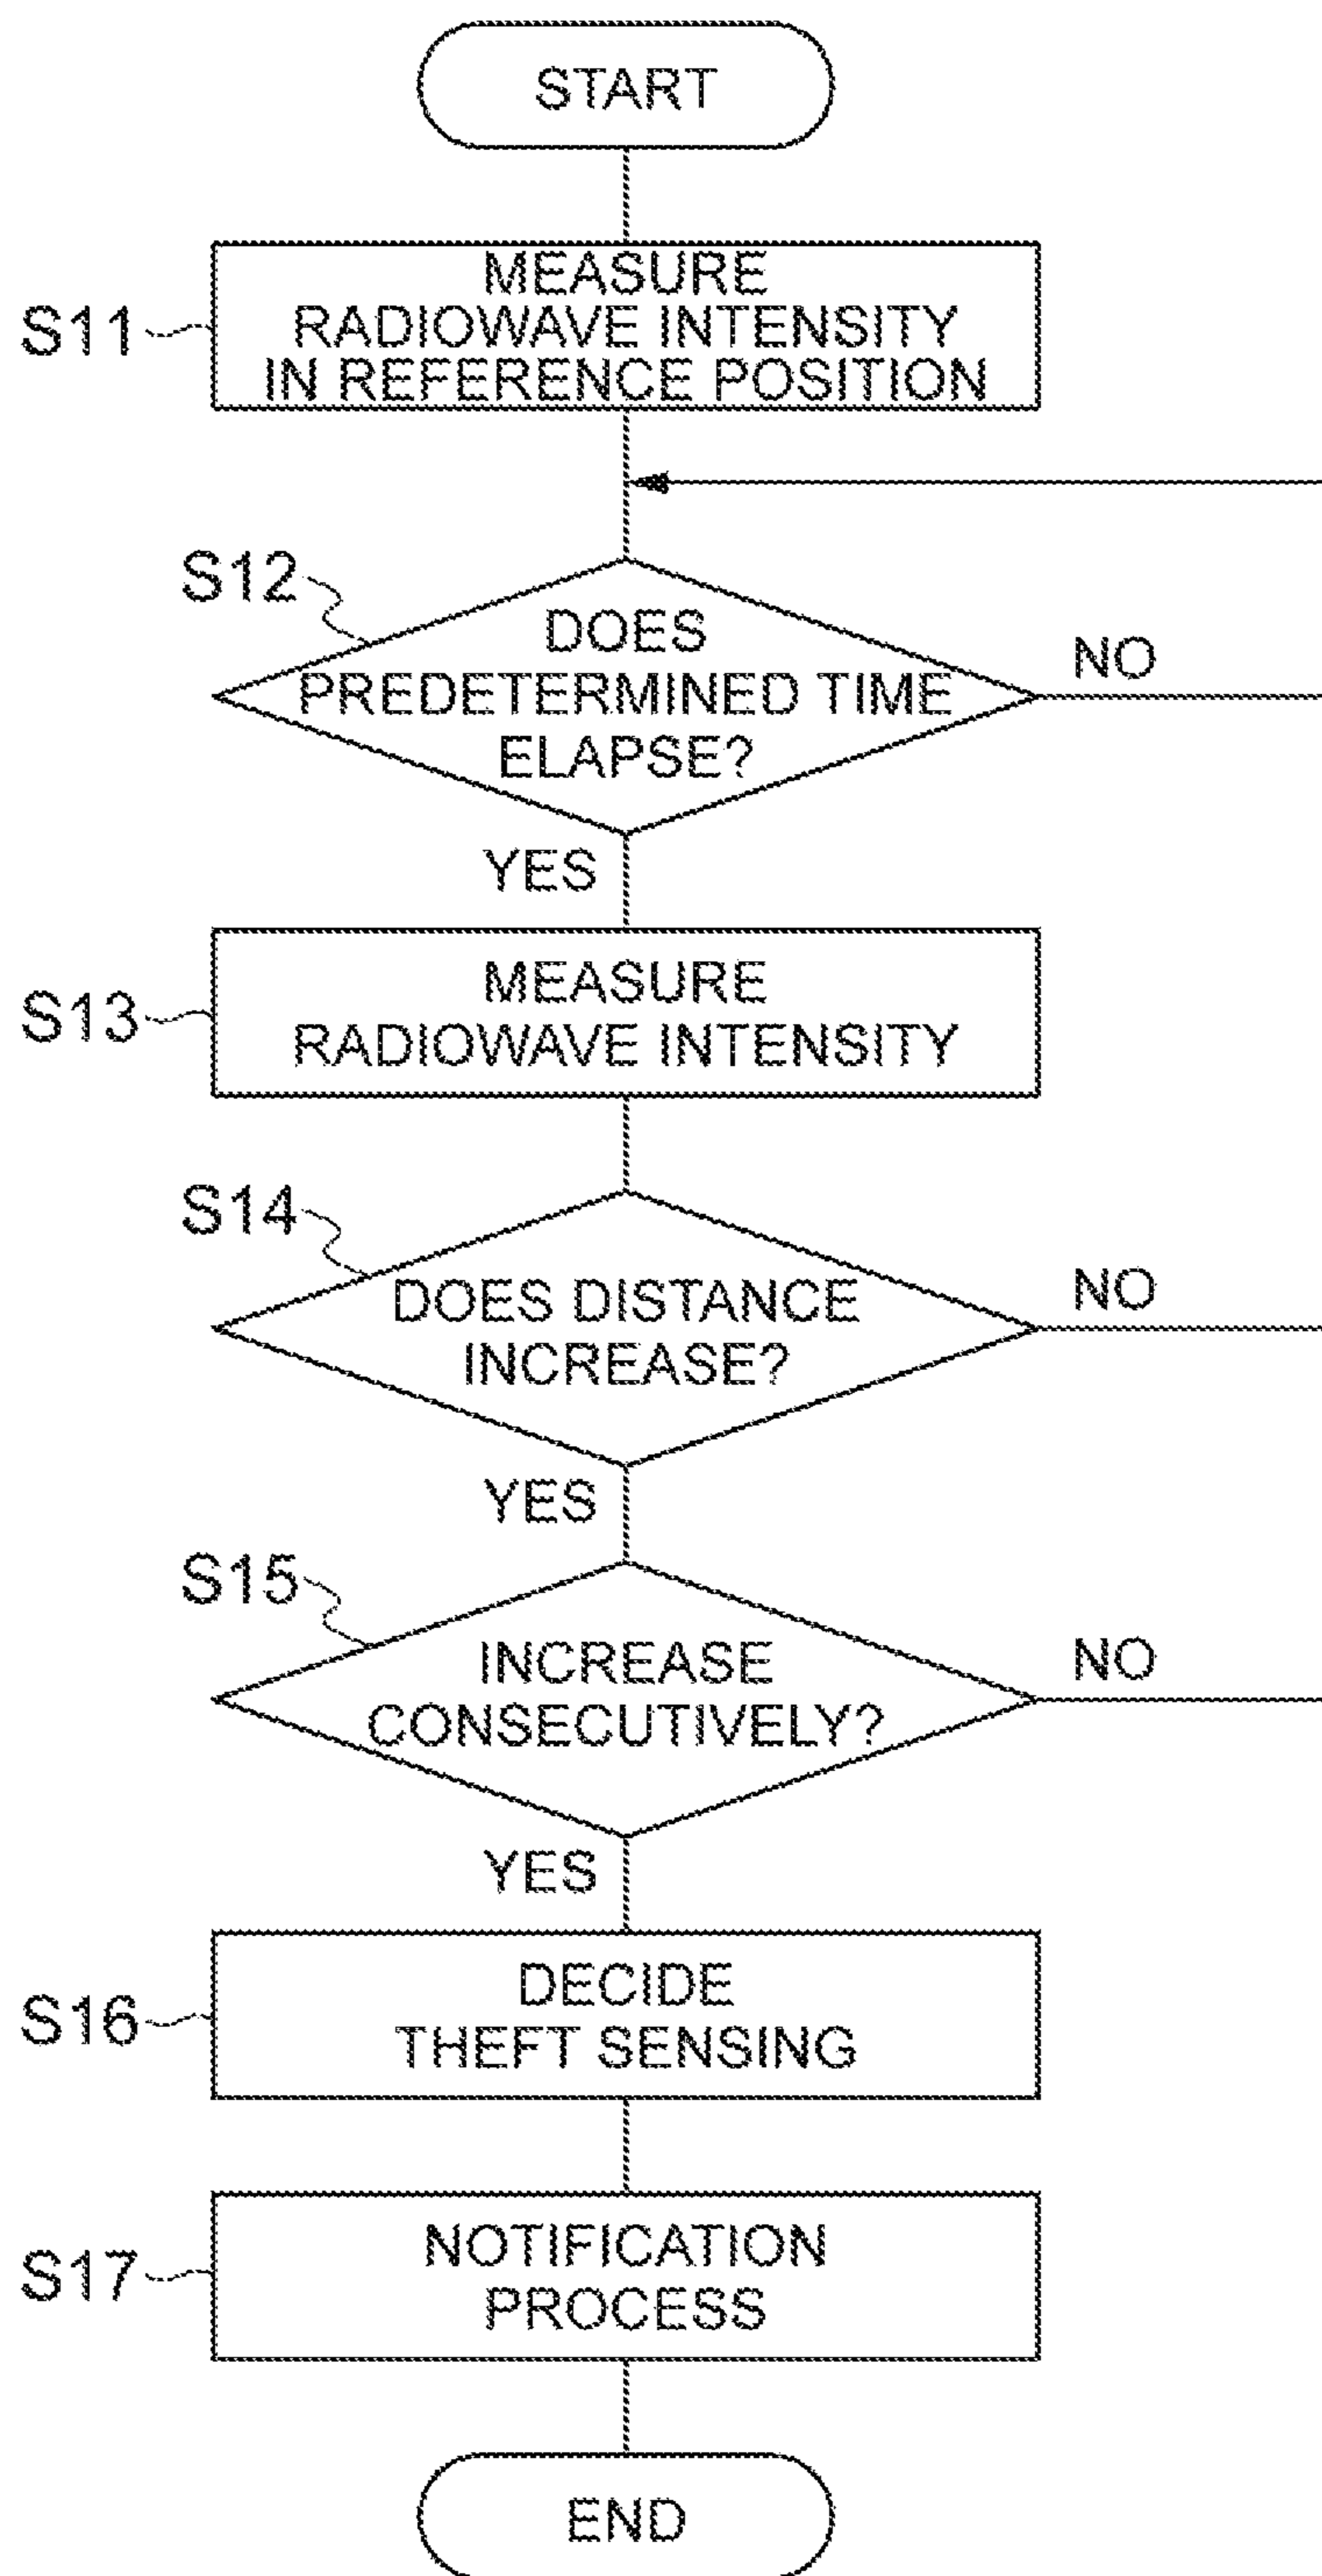 START
S11
MEASURE
RADIOWAVE INTENSITY
IN REFERENCE POSITION
S12
DOES
PREDETERMINED TIME
ELAPSE?
NO
YES
S13
MEASURE
RADIOWAVE INTENSITY
S14
DOES DISTANCE
INCREASE?
NO
YES
S15
INCREASE
CONSECUTIVELY?
NO
YES
S16
DECIDE
THEFT SENSING
S17
NOTIFICATION
PROCESS
END